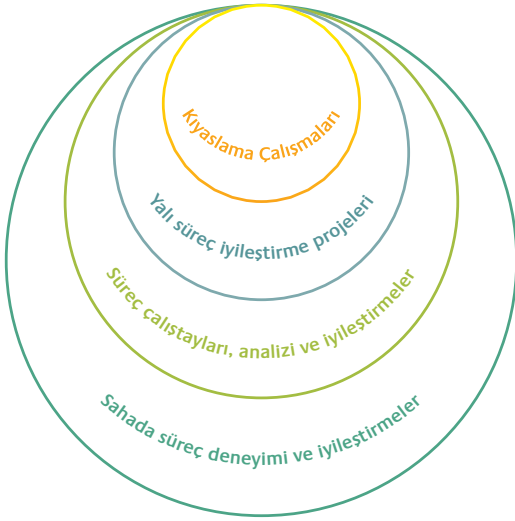 Kıyaslama Çalışmaları
Yalı süreç iyileştirme projeleri
Süreç çalıştayları, analizi ve iyileştirmeler
Sahada süreç deneyimi ve iyileştirmeler